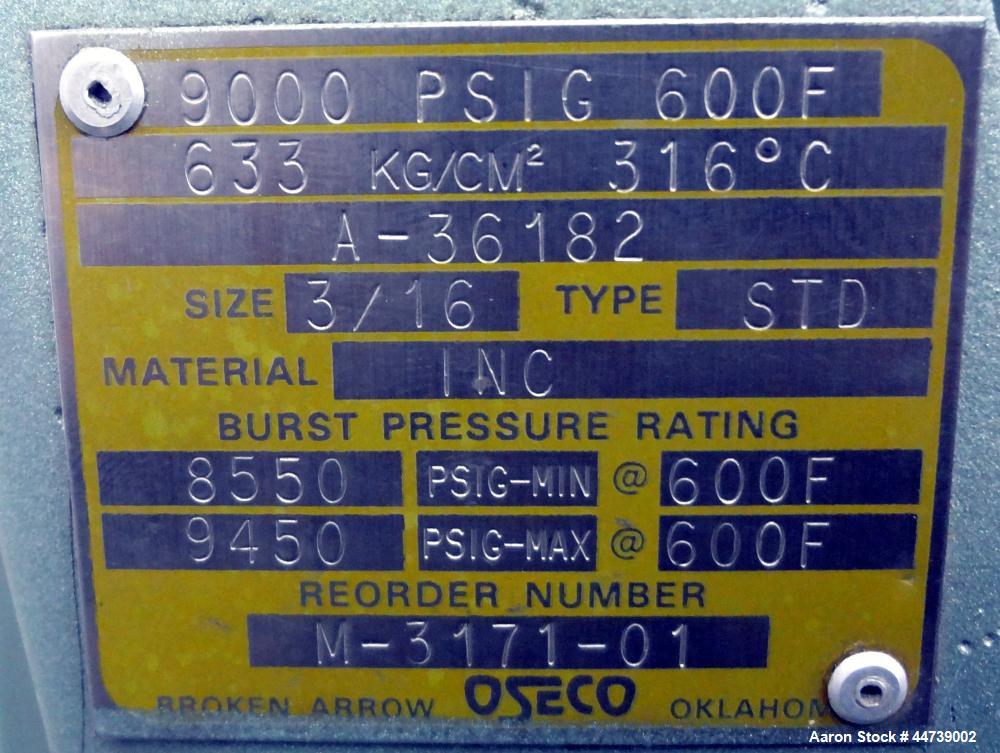 9000 PSIG 600F
633 KG/CM² 316°C
A-36182
SIZE 3/16 TYPE STD
MATERIAL INC
BURST PRESSURE RATING
8550 PSIG-MIN @ 600F
9450 PSIG-MAX @ 600F
REORDER NUMBER
M-3171-01
BROKEN ARROW OSECO OKLAHOM
Aaron Stock # 44739002